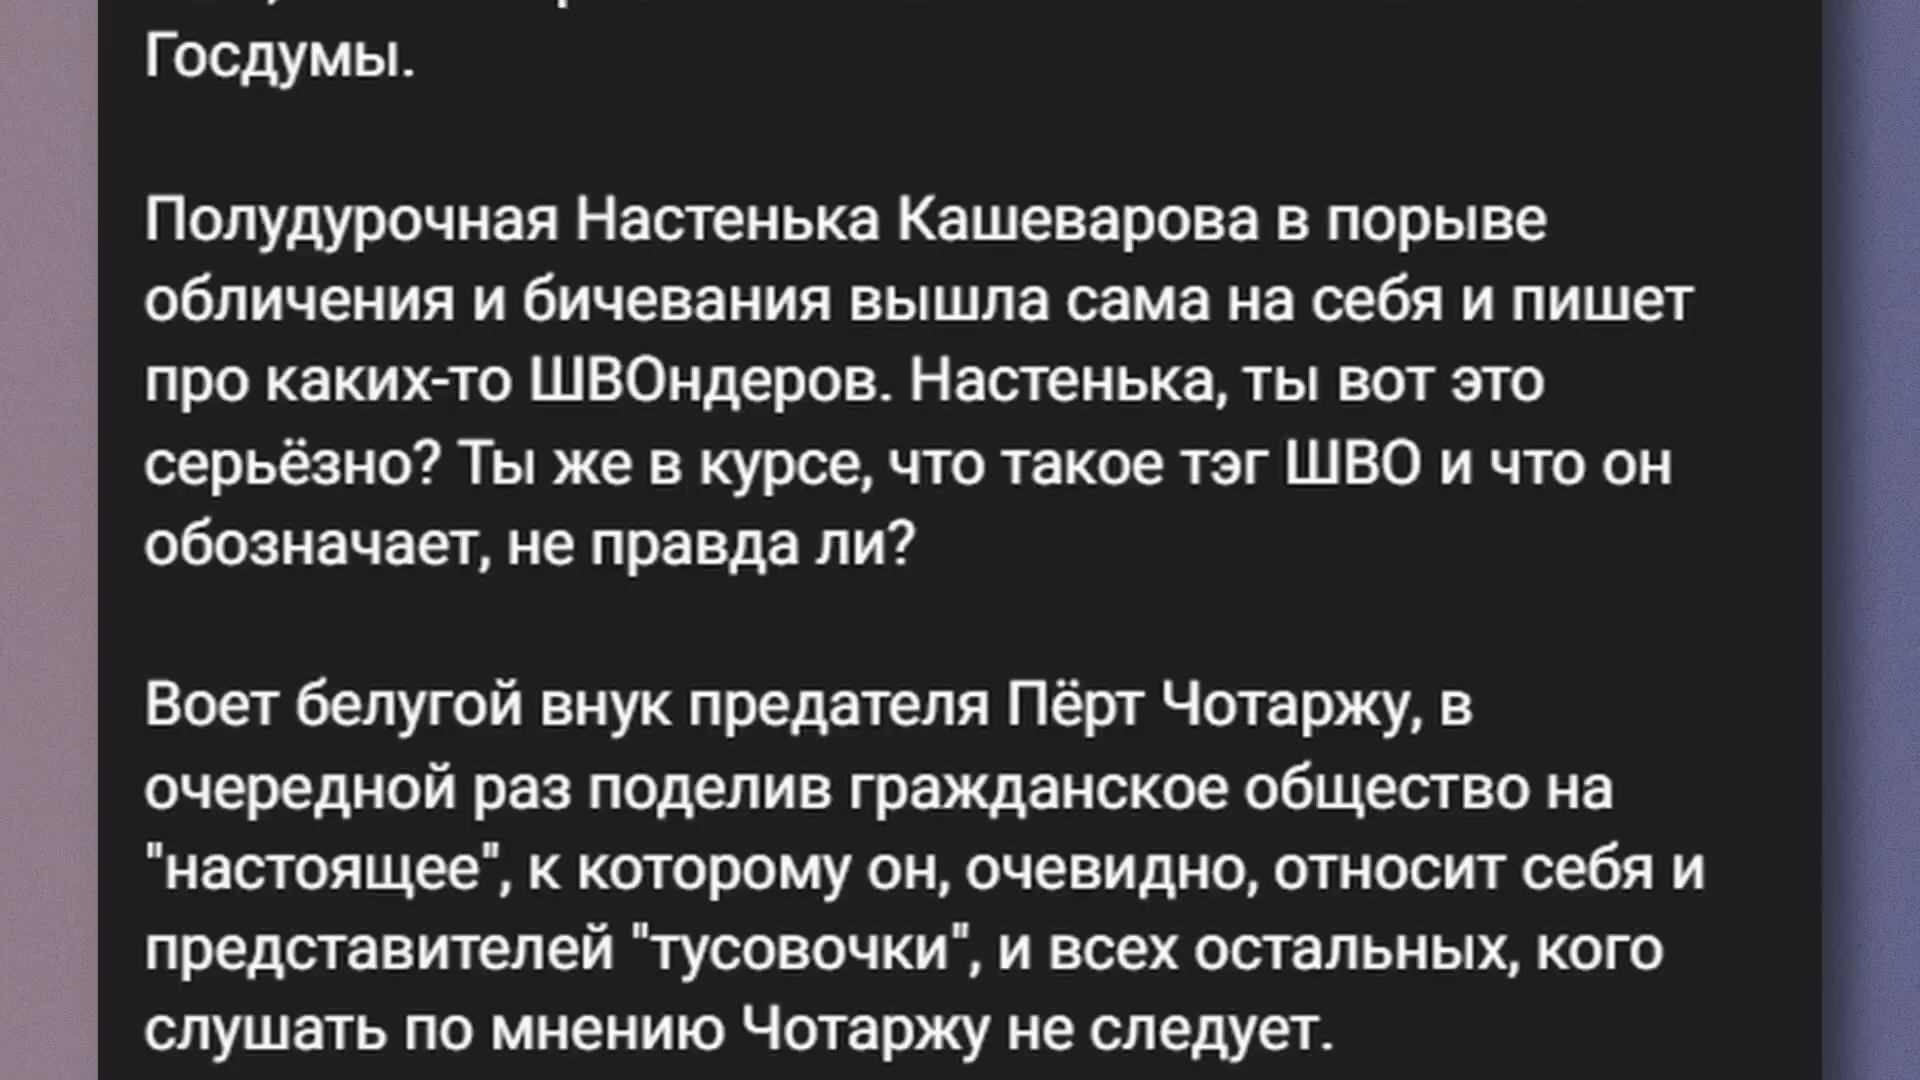 Госдумы.
Полудурочная Настенька Кашеварова в порыве
обличения и бичевания вышла сама на себя и пишет
про каких-то ШВОндеров. Настенька, ты вот это
серьёзно? Ты же в курсе, что такое тэг ШВО и что он
обозначает, не правда ли?
Воет белугой внук предателя Пёрт Чотаржу, в
очередной раз поделив гражданское общество на
"настоящее", к которому он, очевидно, относит себя и
представителей "тусовочки", и всех остальных, кого
слушать по мнению Чотаржу не следует.